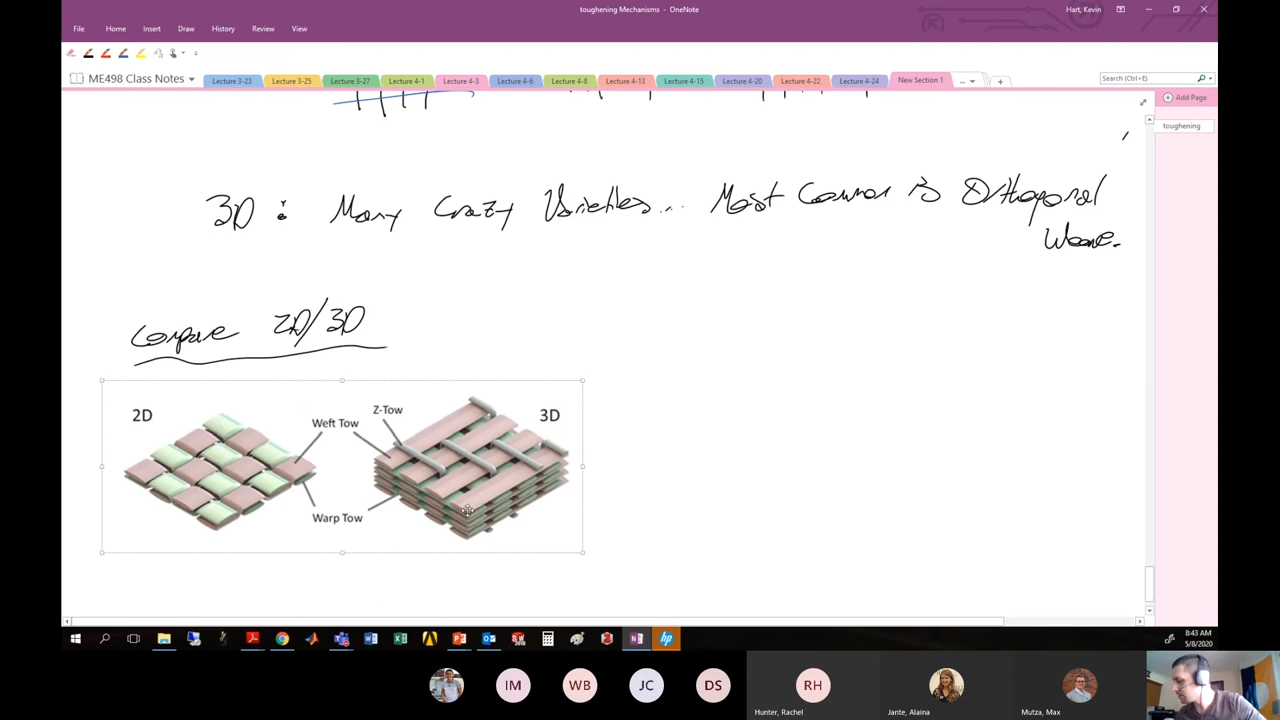 toughening Mechanisms - OneNote
Hart, Kevin
File Home Insert Draw History Review View
ME498 Class Notes
Lecture 3-23 Lecture 3-25 Lecture 3-27 Lecture 4-1 Lecture 4-3 Lecture 4-6 Lecture 4-8 Lecture 4-13 Lecture 4-15 Lecture 4-20 Lecture 4-22 Lecture 4-24 New Section 1 ...
Search (Ctrl+E)
Add Page
toughening
3D : Many Crazy Varieties... Most Common is Orthogonal
Weave.
Compare 2D/3D
2D
Weft Tow
Z-Tow
3D
Warp Tow
8:43 AM
5/8/2020
IM WB JC DS RH
Hunter, Rachel
Jante, Alaina
Mutza, Max